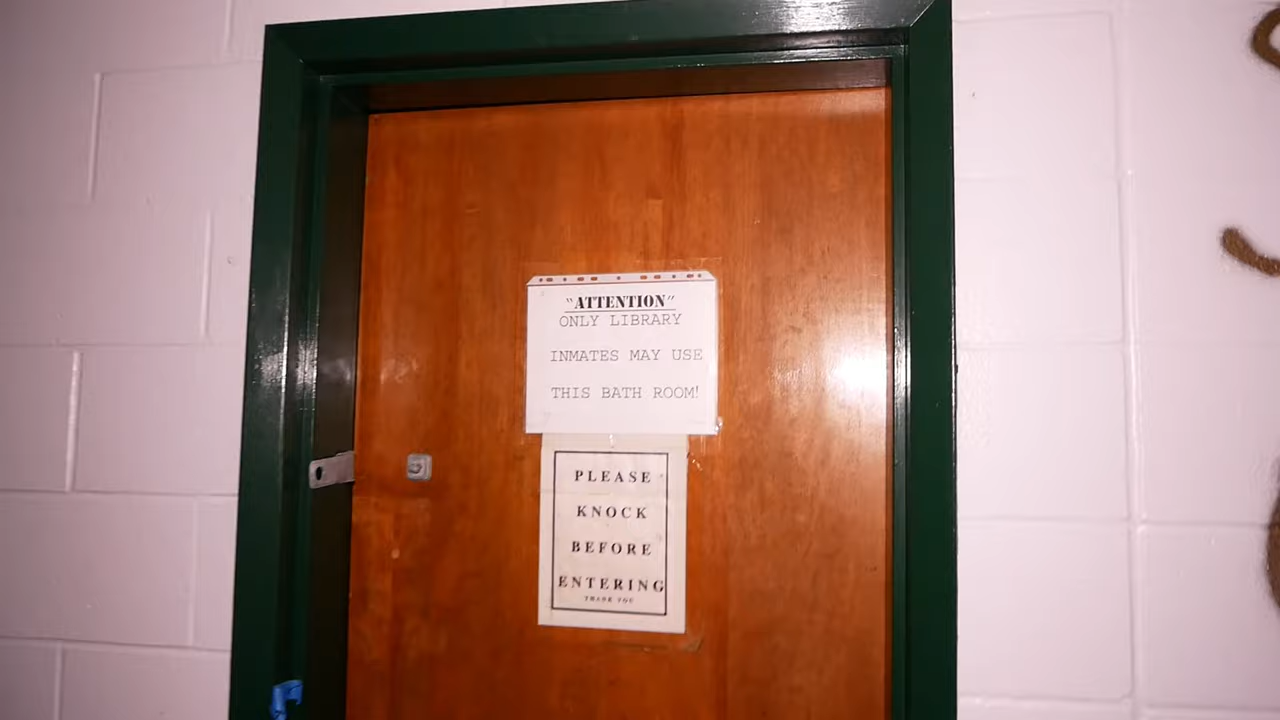 "ATTENTION"
ONLY LIBRARY
INMATES MAY USE
THIS BATH ROOM!
PLEASE
KNOCK
BEFORE
ENTERING
THANK YOU